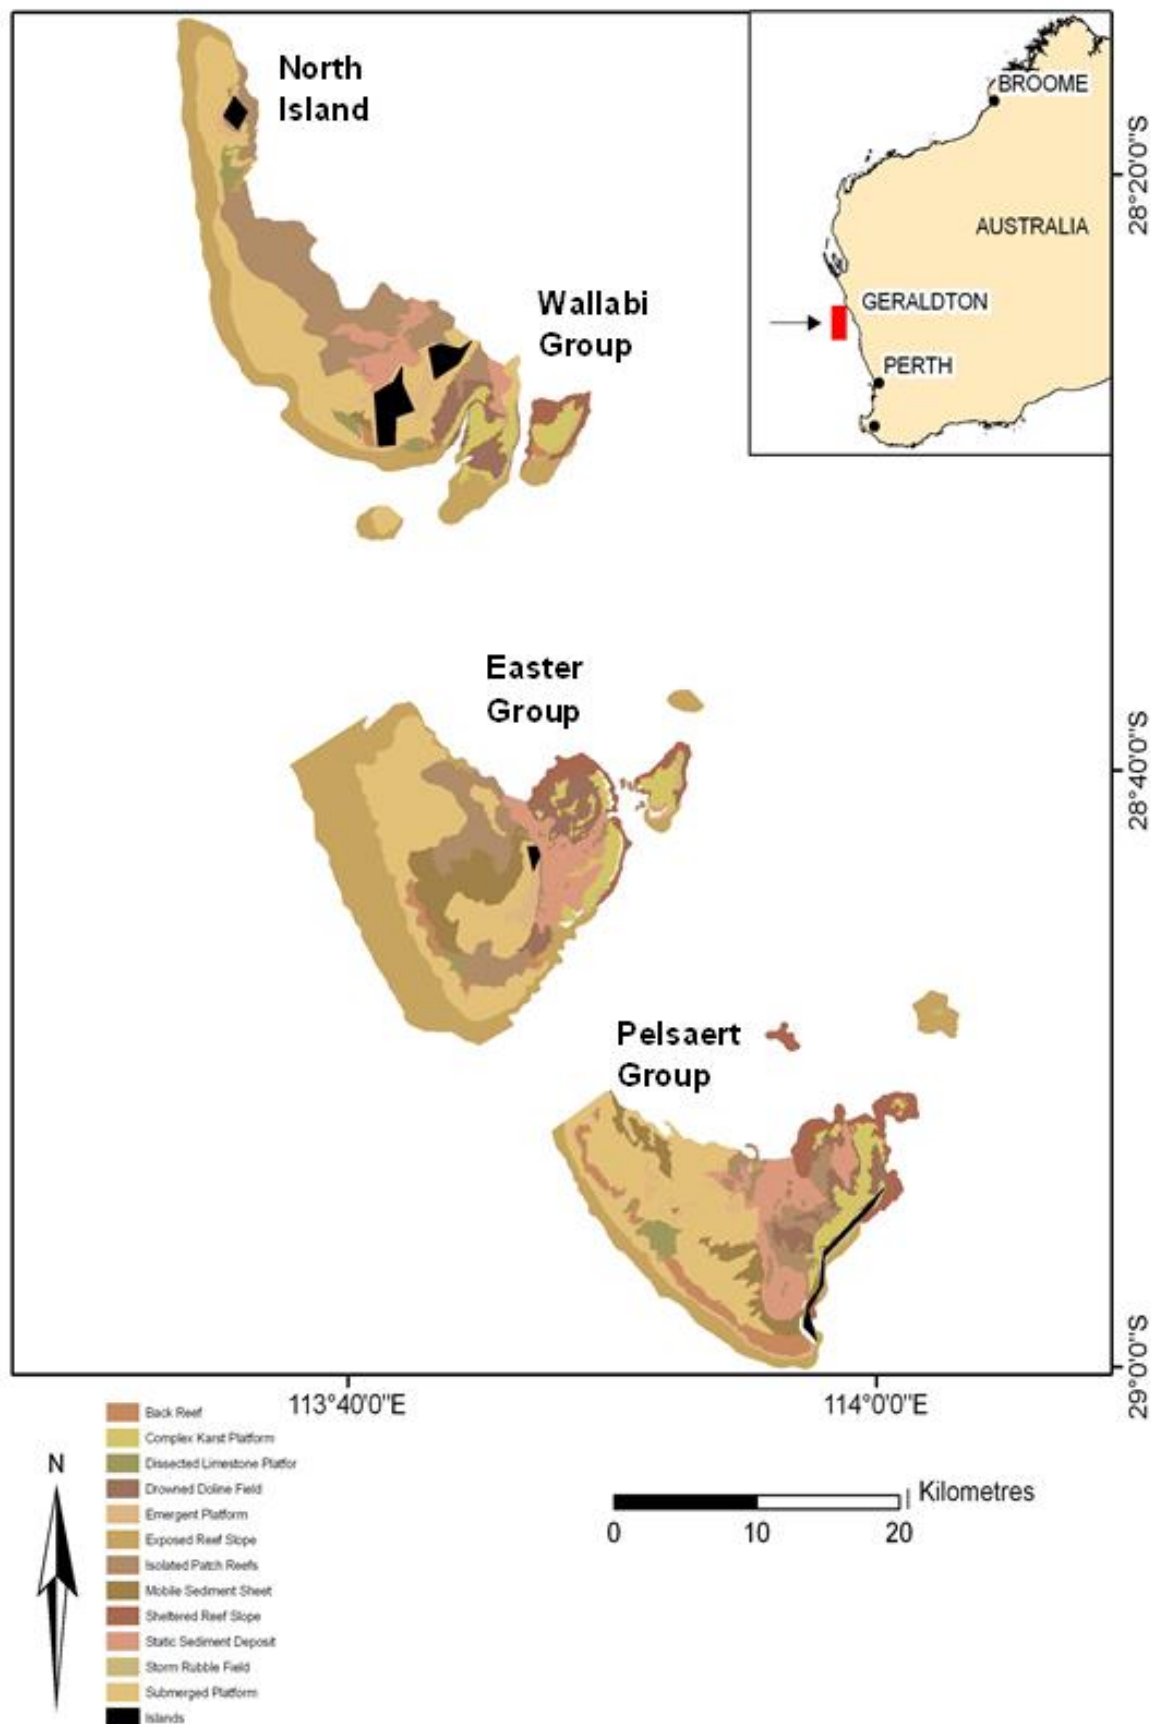 North
Island
BROOME
28°20'0"S
AUSTRALIA
Wallabi
Group
GERALDTON
PERTH
Easter
Group
28°40'0"S
Pelsaert
Group
29°0'0"S
113°40'0"E
114°0'0"E
Back Reef
Complex Karst Platform
Dissected Limestone Platfor
Drowned Doline Field
Emergent Platform
Exposed Reef Slope
Isolated Patch Reefs
Mobile Sediment Sheet
Sheltered Reef Slope
Static Sediment Deposit
Storm Rubble Field
Submerged Platform
Islands
N
Kilometres
0 10 20